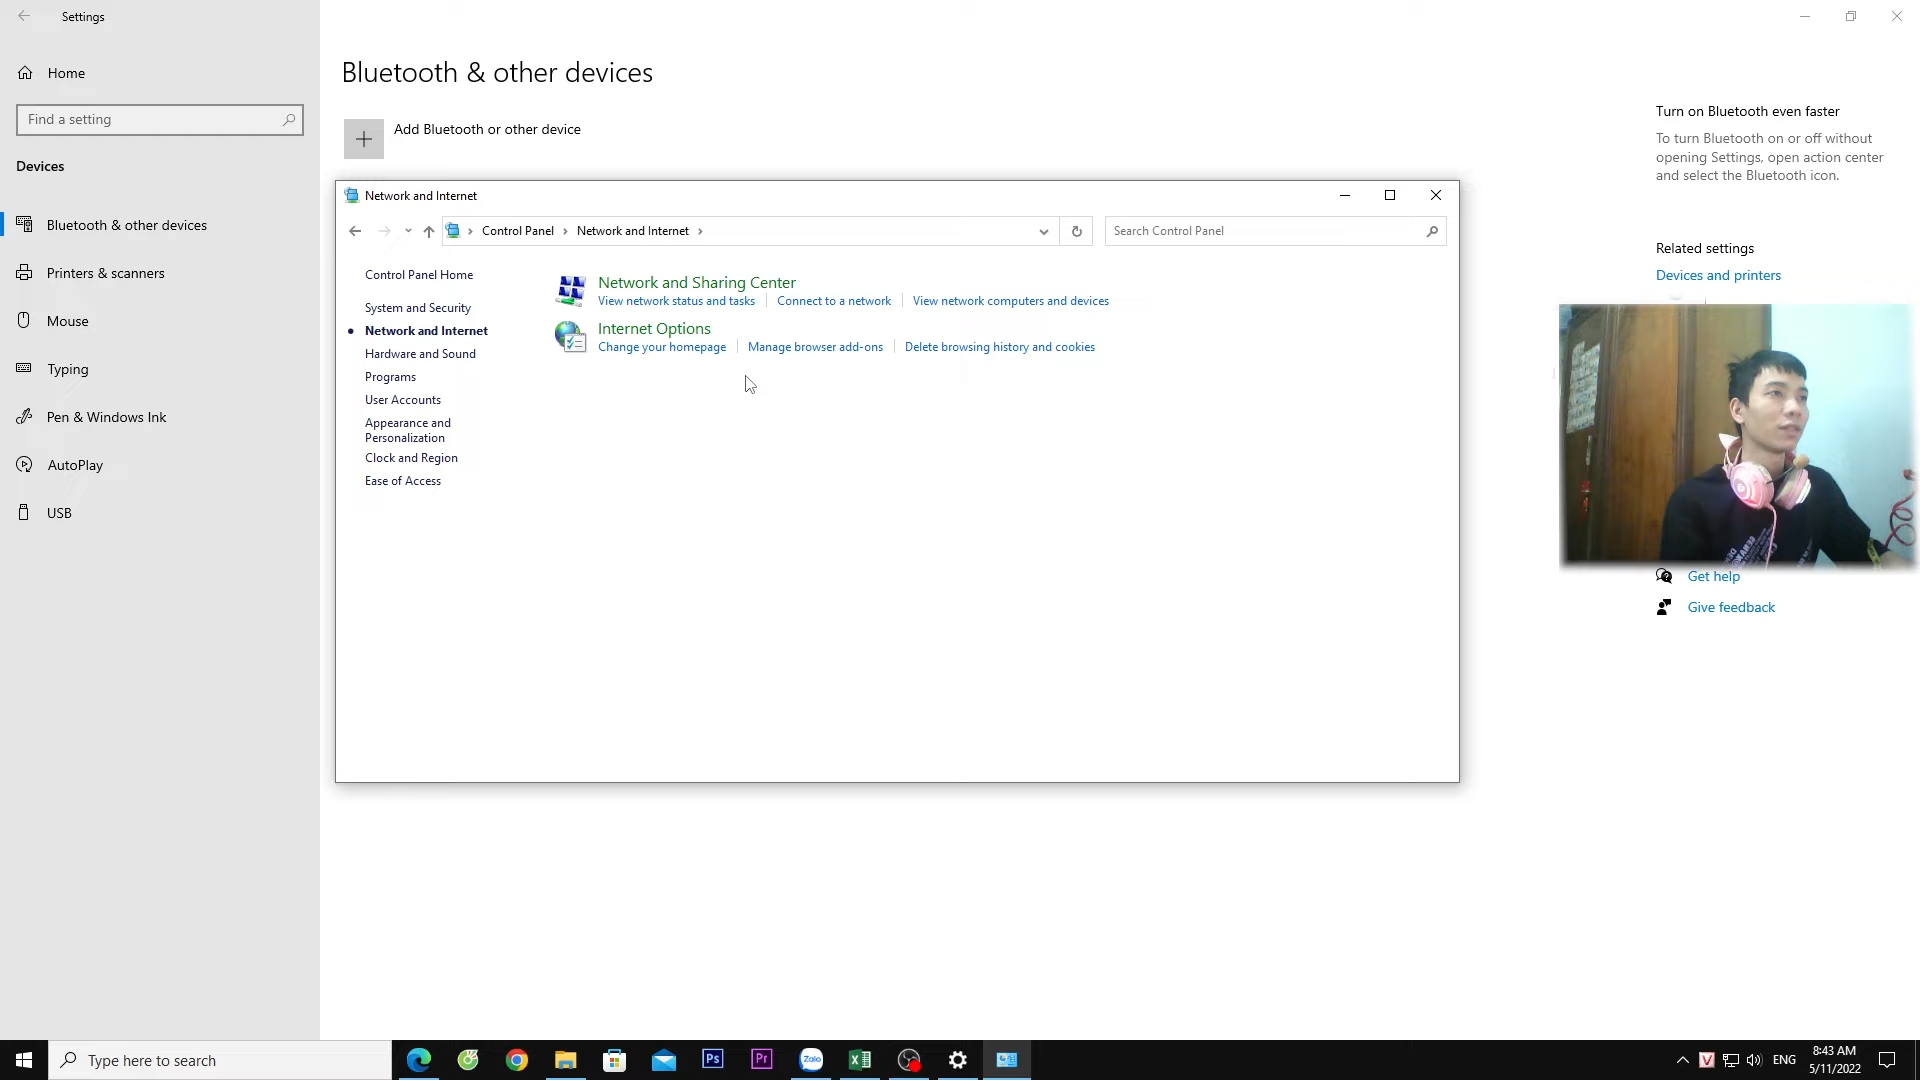 Settings
Home
Find a setting
Devices
Bluetooth & other devices
Printers & scanners
Mouse
Typing
Pen & Windows Ink
AutoPlay
USB
Bluetooth & other devices
Add Bluetooth or other device
Network and Internet
Control Panel
Network and Internet
Search Control Panel
Control Panel Home
System and Security
Network and Internet
Hardware and Sound
Programs
User Accounts
Appearance and
Personalization
Clock and Region
Ease of Access
Network and Sharing Center
View network status and tasks
Connect to a network
View network computers and devices
Internet Options
Change your homepage
Manage browser add-ons
Delete browsing history and cookies
Turn on Bluetooth even faster
To turn Bluetooth on or off without
opening Settings, open action center
and select the Bluetooth icon.
Related settings
Devices and printers
Get help
Give feedback
Type here to search
Ps
Pr
Zalo
V
ENG
8:43 AM
5/11/2022